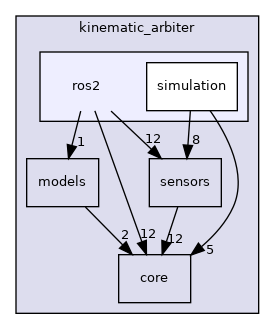 kinematic_arbiter
ros2
simulation
1
12
8
models
sensors
2
12
12
5
core